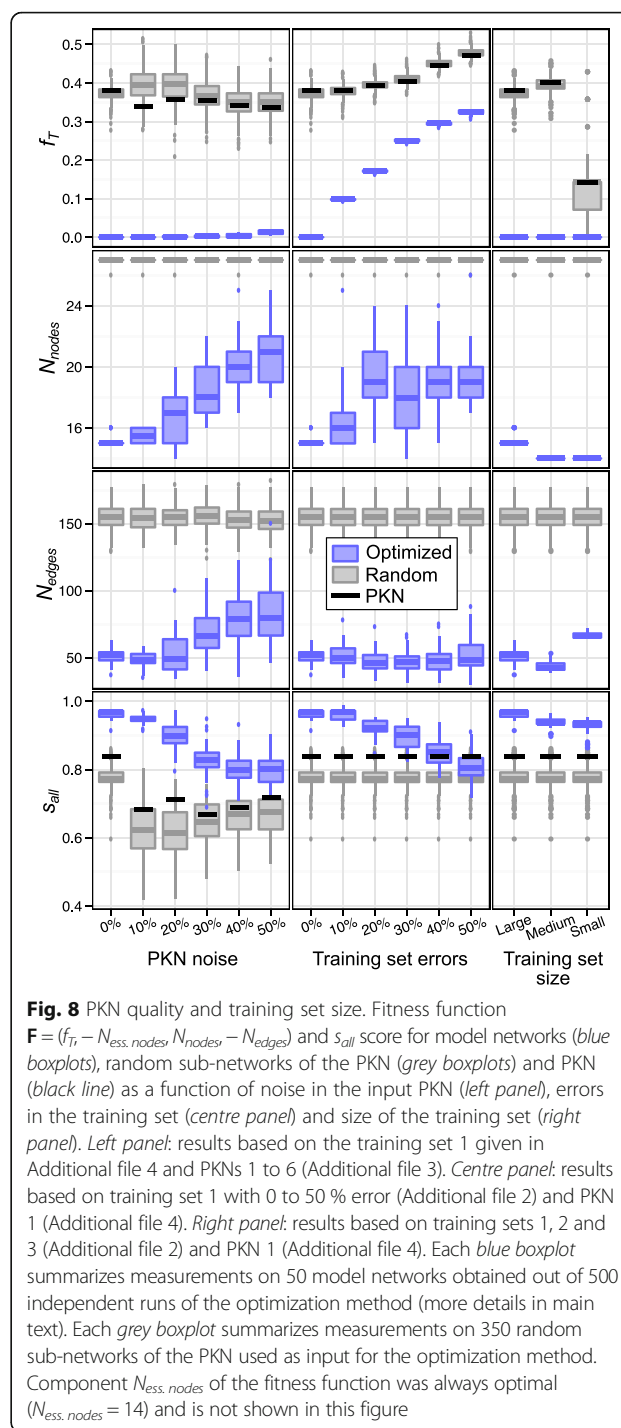 0.5
0.4
0.3
0.2
0.1
0.0
f_T
24
20
16
N_nodes
150
100
50
N_edges
Optimized
Random
PKN
1.0
0.8
0.6
0.4
s_all
0% 10% 20% 30% 40% 50%
0% 10% 20% 30% 40% 50%
Large Medium Small
PKN noise
Training set errors
Training set
size
Fig. 8 PKN quality and training set size. Fitness function
F = (f_T, − N_ess. nodes, N_nodes, − N_edges) and s_all score for model networks (blue
boxplots), random sub-networks of the PKN (grey boxplots) and PKN
(black line) as a function of noise in the input PKN (left panel), errors
in the training set (centre panel) and size of the training set (right
panel). Left panel: results based on the training set 1 given in
Additional file 4 and PKNs 1 to 6 (Additional file 3). Centre panel: results
based on training set 1 with 0 to 50 % error (Additional file 2) and PKN
1 (Additional file 4). Right panel: results based on training sets 1, 2 and
3 (Additional file 2) and PKN 1 (Additional file 4). Each blue boxplot
summarizes measurements on 50 model networks obtained out of 500
independent runs of the optimization method (more details in main
text). Each grey boxplot summarizes measurements on 350 random
sub-networks of the PKN used as input for the optimization method.
Component N_ess. nodes of the fitness function was always optimal
(N_ess. nodes = 14) and is not shown in this figure